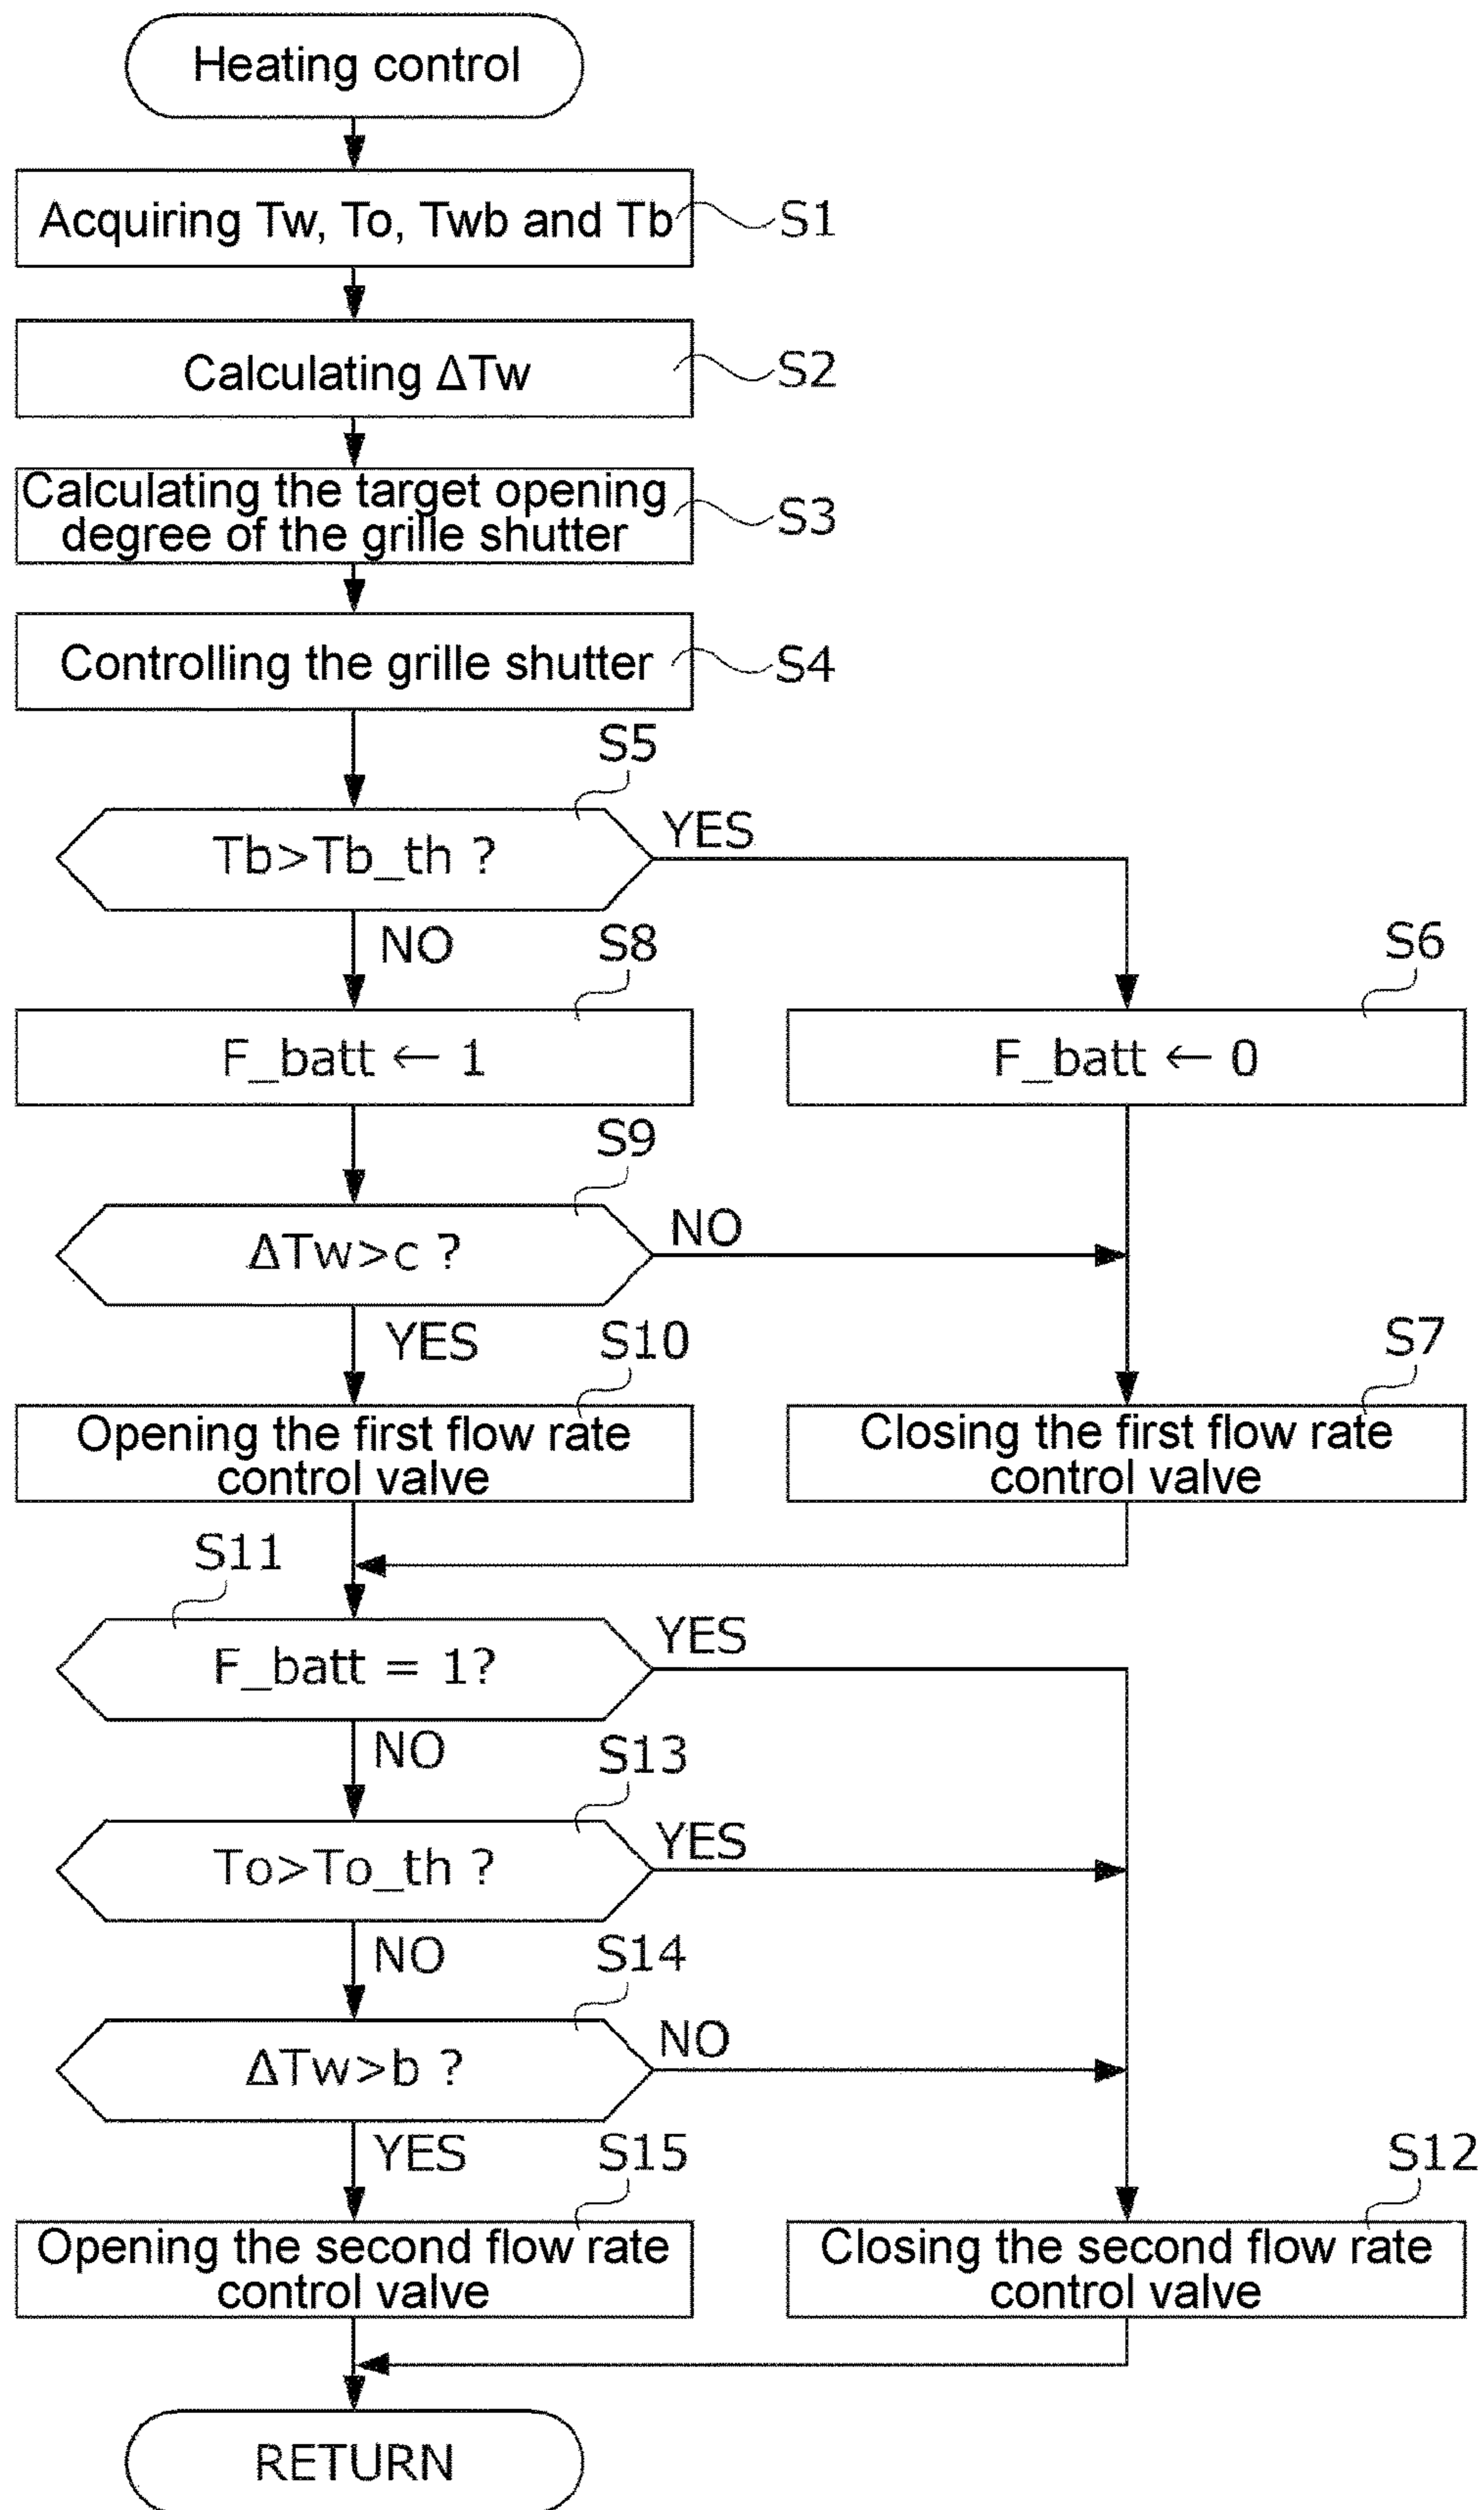 Heating control
Acquiring Tw, To, Twb and Tb
S1
Calculating ΔTw
S2
Calculating the target opening
degree of the grille shutter
S3
Controlling the grille shutter
S4
S5
Tb>Tb_th ?
YES
NO
S8
S6
F_batt ← 1
F_batt ← 0
S9
ΔTw>c ?
NO
YES
S10
S7
Opening the first flow rate
control valve
Closing the first flow rate
control valve
S11
F_batt = 1?
YES
NO
S13
To>To_th ?
YES
NO
S14
ΔTw>b ?
NO
YES
S15
S12
Opening the second flow rate
control valve
Closing the second flow rate
control valve
RETURN